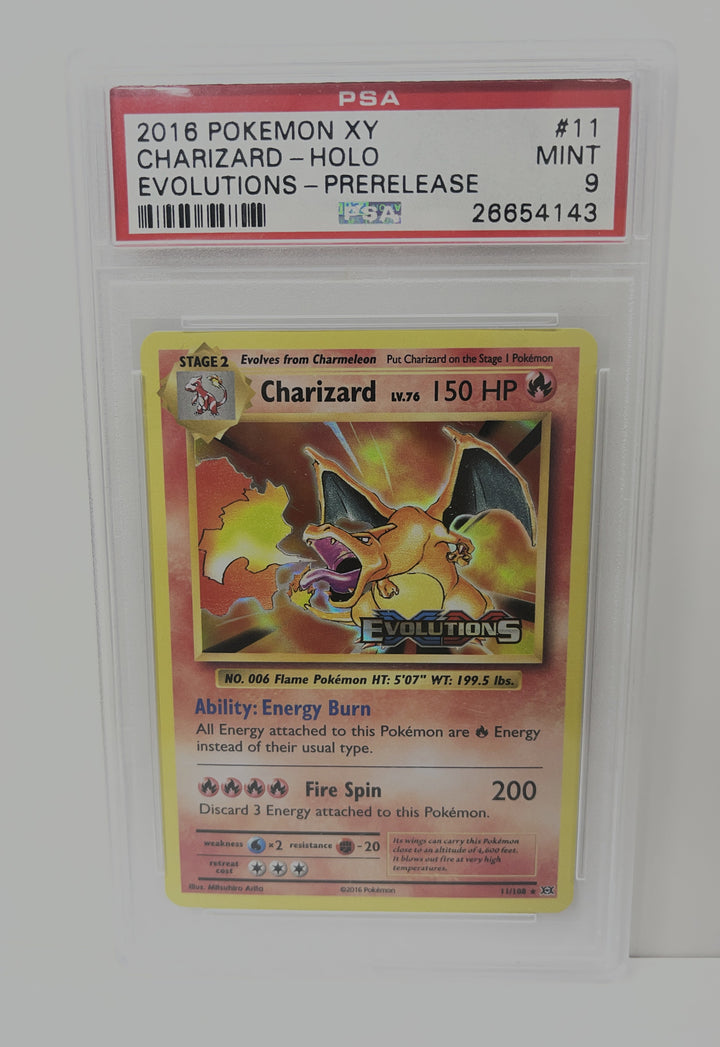 PSA
2016 POKEMON XY #11
CHARIZARD - HOLO MINT
EVOLUTIONS - PRERELEASE 9
PSA 26654143
STAGE 2 Evolves from Charmeleon Put Charizard on the Stage 1 Pokémon
Charizard LV.76 150 HP
EVOLUTIONS
NO. 006 Flame Pokémon HT: 5'07" WT: 199.5 lbs.
Ability: Energy Burn
All Energy attached to this Pokémon are Energy
instead of their usual type.
Fire Spin 200
Discard 3 Energy attached to this Pokémon.
weakness ×2 resistance -20
retreat
cost
Its wings can carry this Pokémon
close to an altitude of 4,600 feet.
It blows out fire at very high
temperatures.
Illus. Mitsuhiro Arita ©2016 Pokémon 11/108 ★ XY